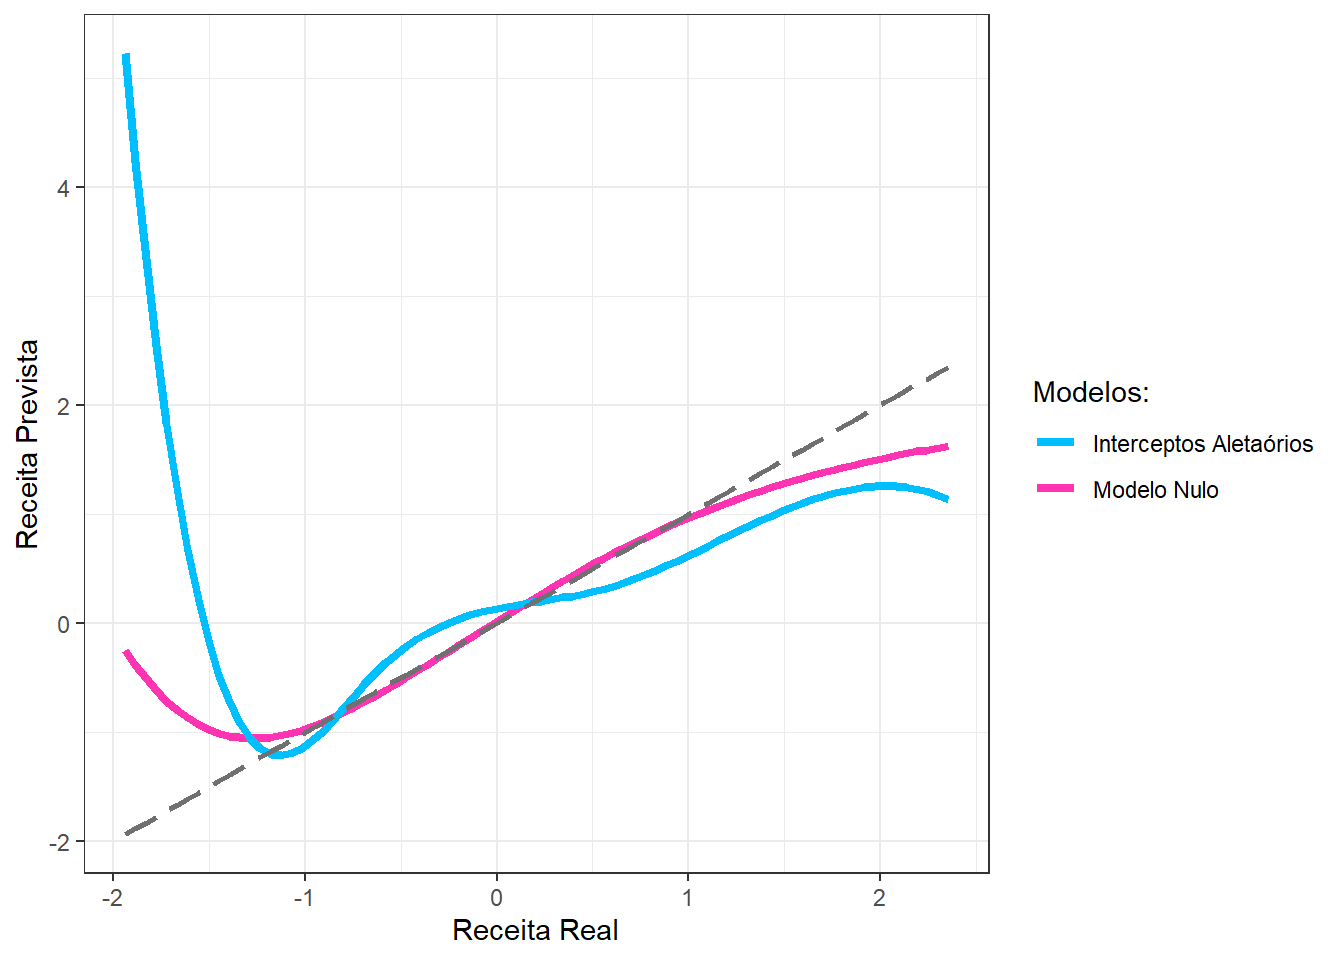 4
2
0
-2
Receita Prevista
-2
-1
0
1
2
Receita Real
Modelos:
Interceptos Aletaórios
Modelo Nulo